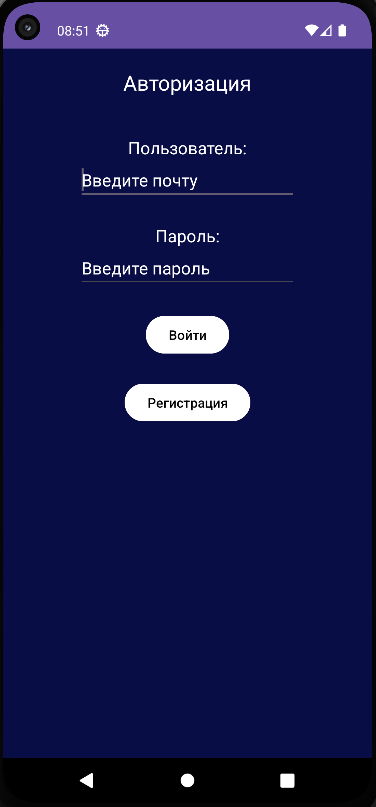 08:51
Авторизация
Пользователь:
Введите почту
Пароль:
Введите пароль
Войти
Регистрация